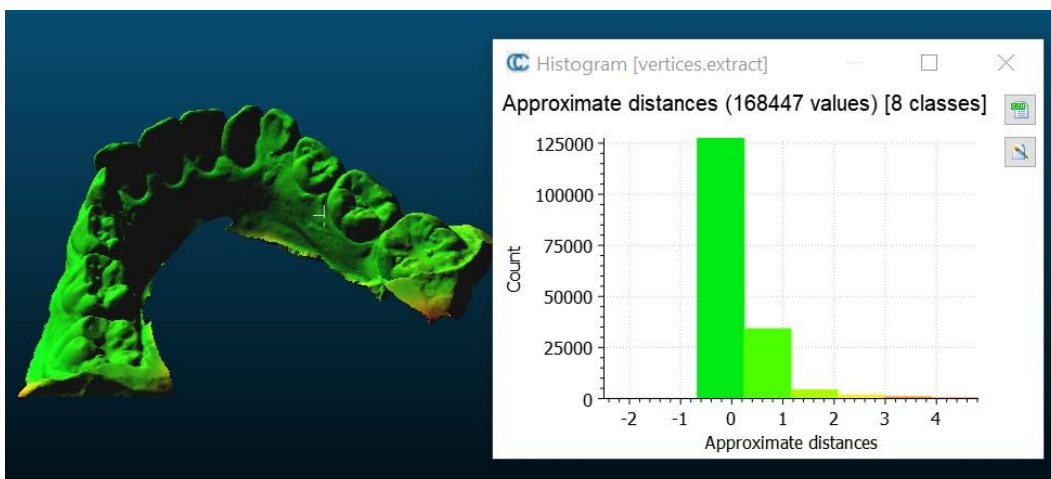 Histogram [vertices.extract]
Approximate distances (168447 values) [8 classes]
CSV
125000
100000
75000
50000
25000
0
Count
-2 -1 0 1 2 3 4
Approximate distances